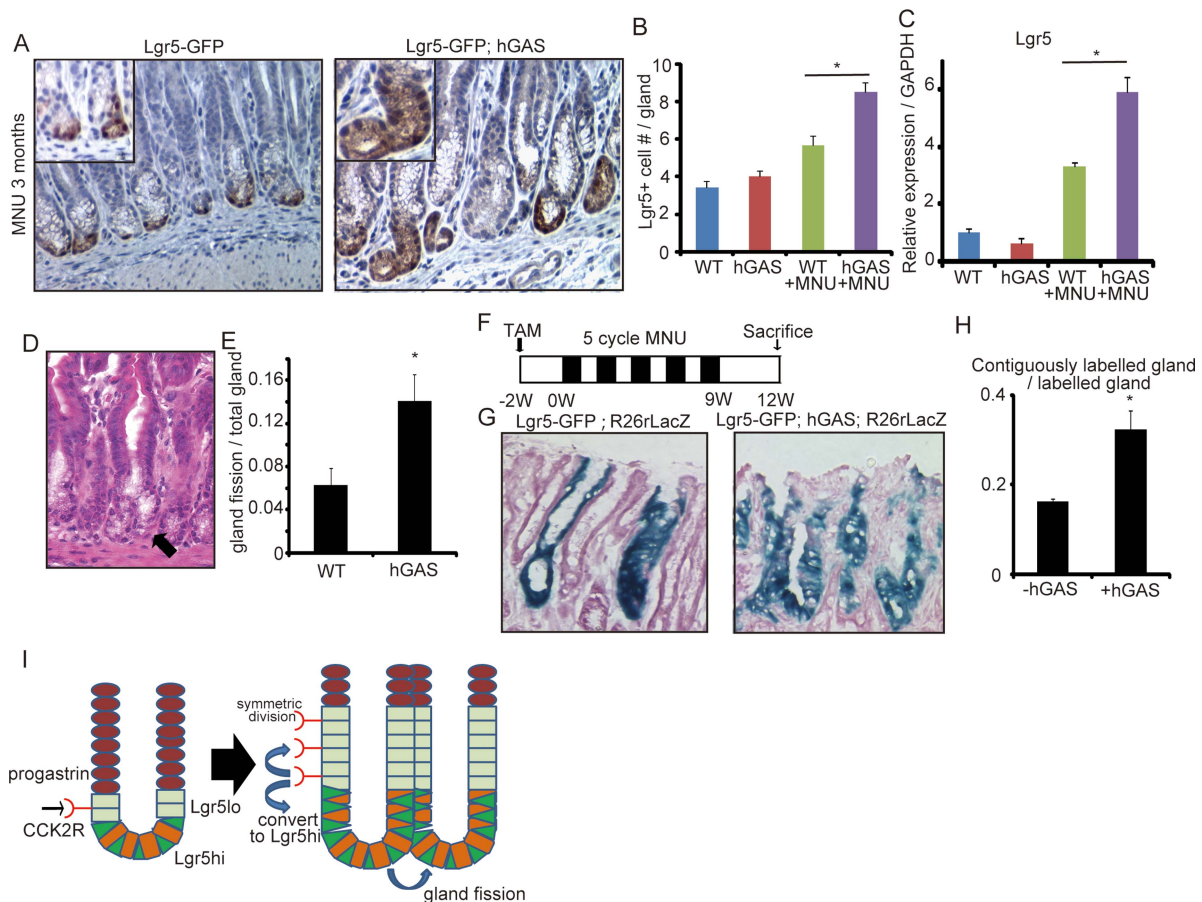 A
Lgr5-GFP
Lgr5-GFP; hGAS
MNU 3 months
B
Lgr5+ cell # / gland
10
8
6
4
2
0
*
WT
hGAS
WT
+MNU
hGAS
+MNU
C
Lgr5
Relative expression / GAPDH
6
4
2
0
*
WT
hGAS
WT
+MNU
hGAS
+MNU
D
E
gland fission / total gland
0.16
0.12
0.08
0.04
0
*
WT
hGAS
F
TAM
5 cycle MNU
Sacrifice
-2W
0W
9W
12W
G
Lgr5-GFP ; R26rLacZ
Lgr5-GFP; hGAS; R26rLacZ
H
Contiguously labelled gland
/ labelled gland
0.4
0.2
0
*
-hGAS
+hGAS
I
progastrin
CCK2R
Lgr5lo
Lgr5hi
symmetric
division
convert
to Lgr5hi
gland fission